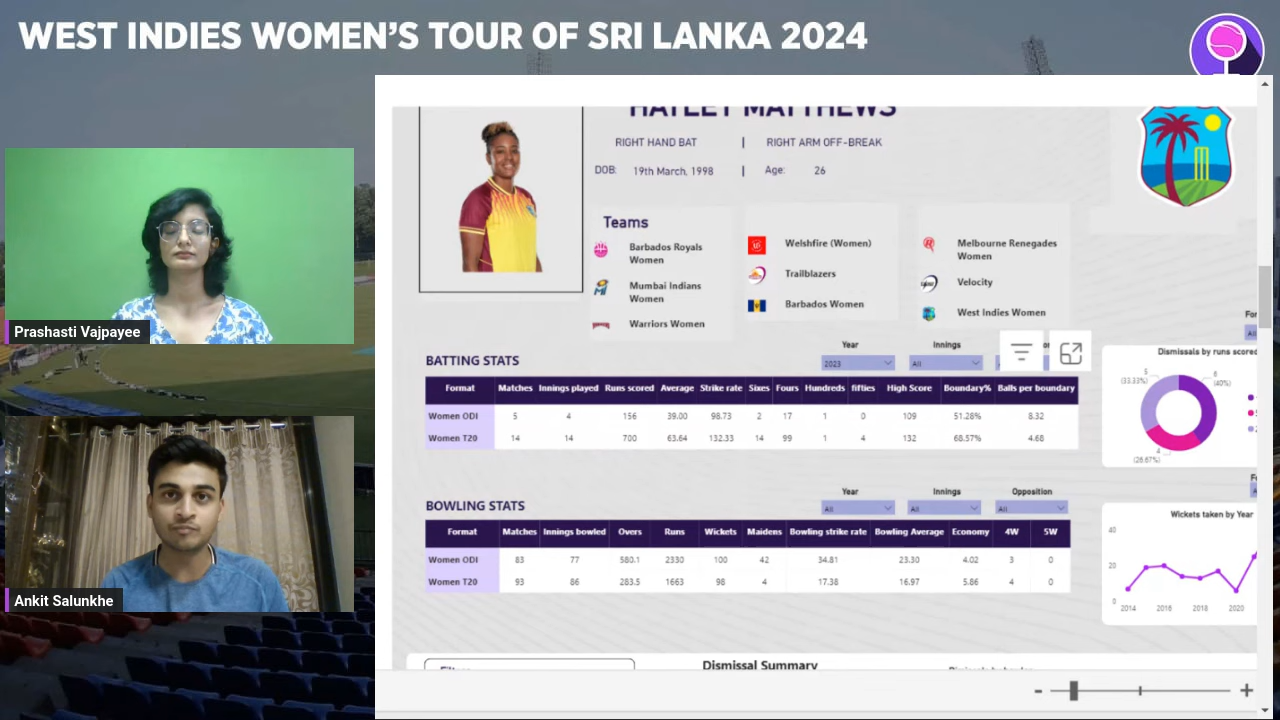 WEST INDIES WOMEN'S TOUR OF SRI LANKA 2024
Prashasti Vajpayee
Ankit Salunkhe
HAYLEY MATTHEWS
RIGHT HAND BAT | RIGHT ARM OFF-BREAK
DOB: 19th March, 1998 | Age: 26
Teams
Barbados Royals Women
Mumbai Indians Women
Warriors Women
Welshfire (Women)
Trailblazers
Barbados Women
Melbourne Renegades Women
Velocity
West Indies Women
BATTING STATS
Year Innings
2023 All
Format Matches Innings played Runs scored Average Strike rate Sixes Fours Hundreds fifties High Score Boundary% Balls per boundary
Women ODI 5 4 156 39.00 98.73 2 17 1 0 109 51.28% 8.32
Women T20 14 14 700 63.64 132.33 14 99 1 4 132 68.57% 4.68
Dismissals by runs scored
5 (33.33%)
6 (40%)
4 (26.67%)
BOWLING STATS
Year Innings Opposition
All All All
Format Matches Innings bowled Overs Runs Wickets Maidens Bowling strike rate Bowling Average Economy 4W 5W
Women ODI 83 77 580.1 2330 100 42 34.81 23.30 4.02 3 0
Women T20 93 86 283.5 1663 98 4 17.38 16.97 5.86 4 0
Wickets taken by Year
40
20
0
2014 2016 2018 2020
Dismissal Summary